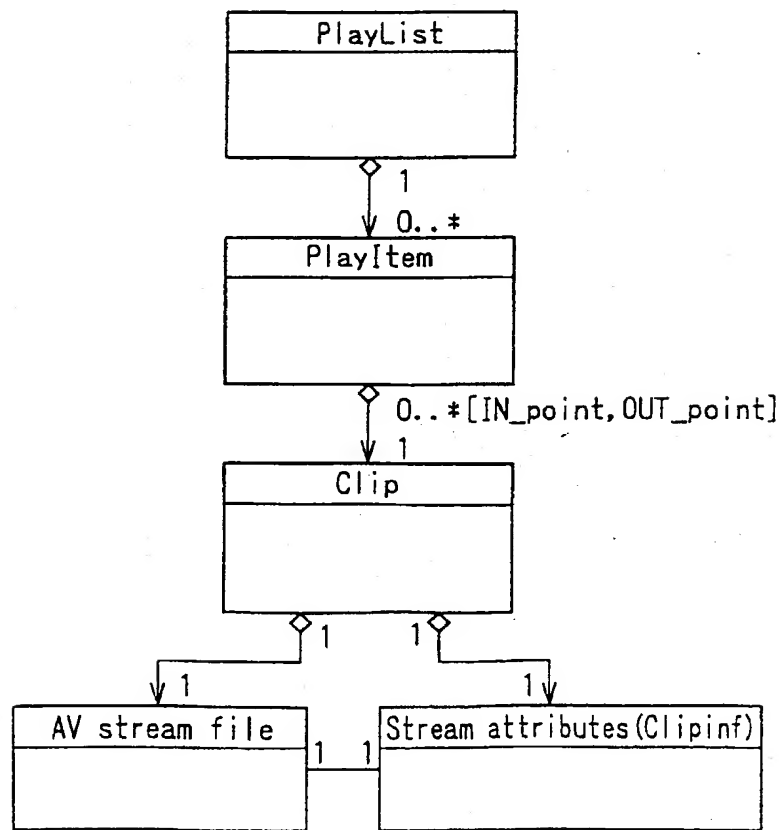 PlayList
1
0..*
PlayItem
0..*[IN_point,OUT_point]
1
Clip
1
1
1
1
AV stream file
Stream attributes(Clipinf)
1
1